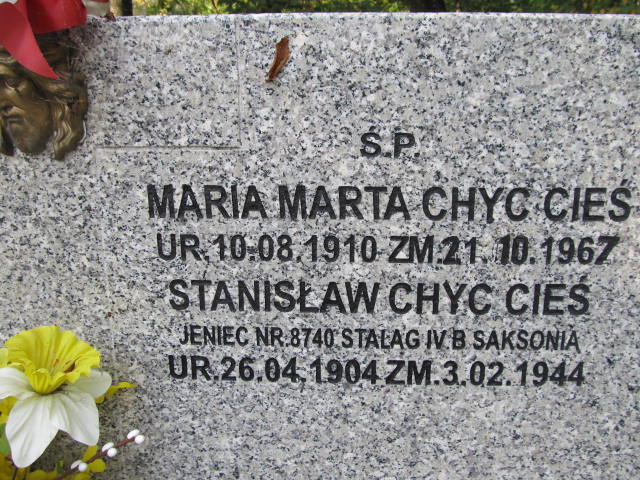 Ś.P.
MARIA MARTA CHYC CIEŚ
UR.10.08.1910 ZM.21.10.1967
STANISŁAW CHYC CIEŚ
JENIEC NR.8740 STALAG IV B SAKSONIA
UR.26.04.1904 ZM.3.02.1944